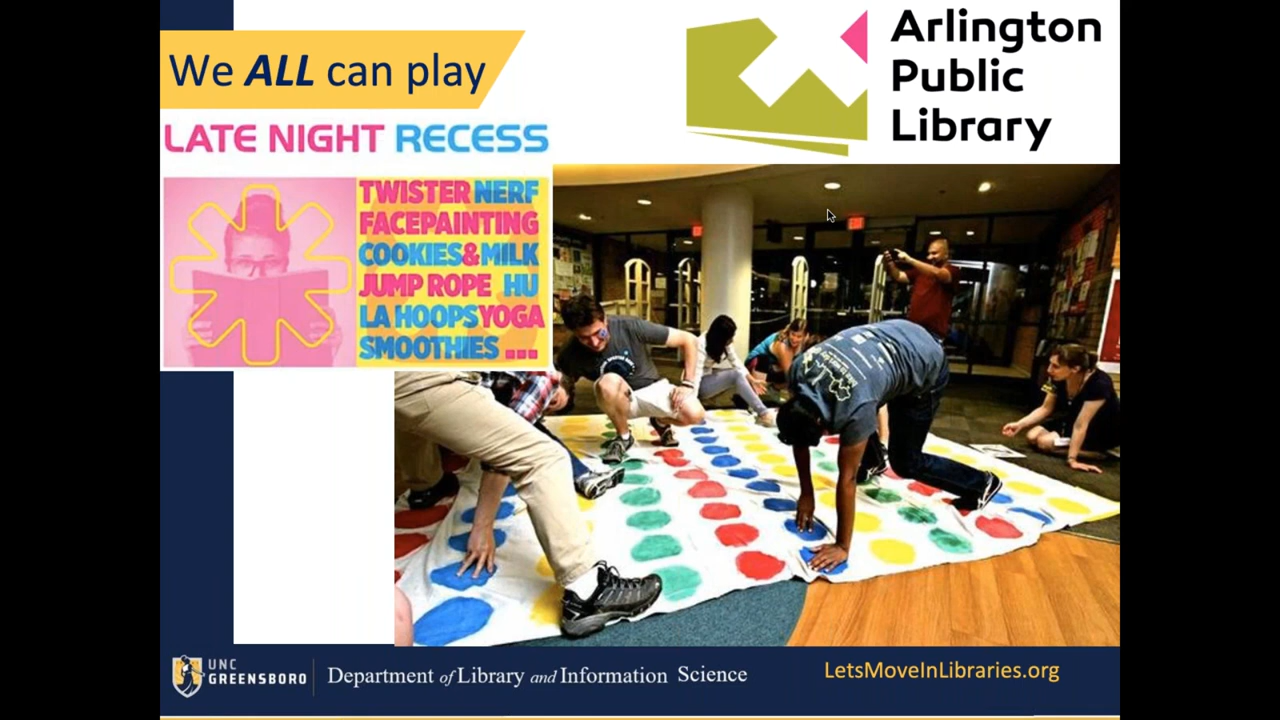 We ALL can play
Arlington
Public
Library
LATE NIGHT RECESS
TWISTER NERF
FACEPAINTING
COOKIES&MILK
JUMP ROPE HU
LA HOOPS YOGA
SMOOTHIES ...
UNC
GREENSBORO
Department of Library and Information Science
LetsMoveInLibraries.org